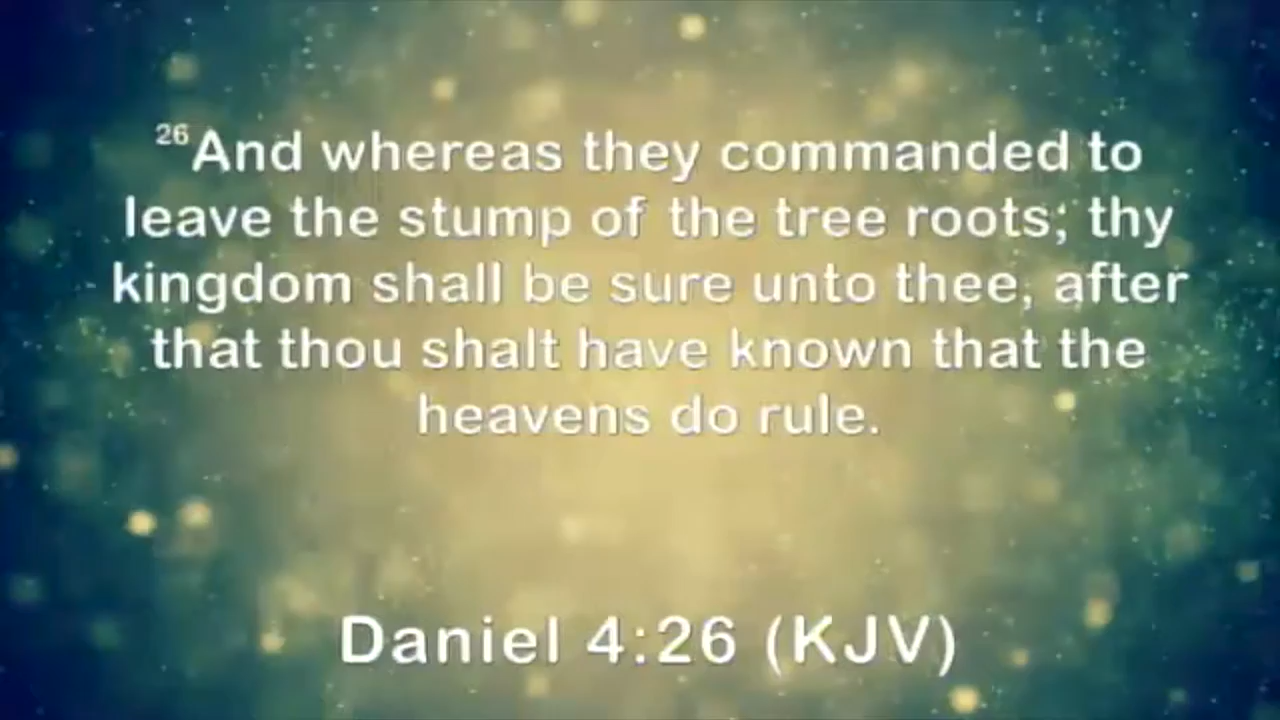 26And whereas they commanded to
leave the stump of the tree roots; thy
kingdom shall be sure unto thee, after
that thou shalt have known that the
heavens do rule.
Daniel 4:26 (KJV)